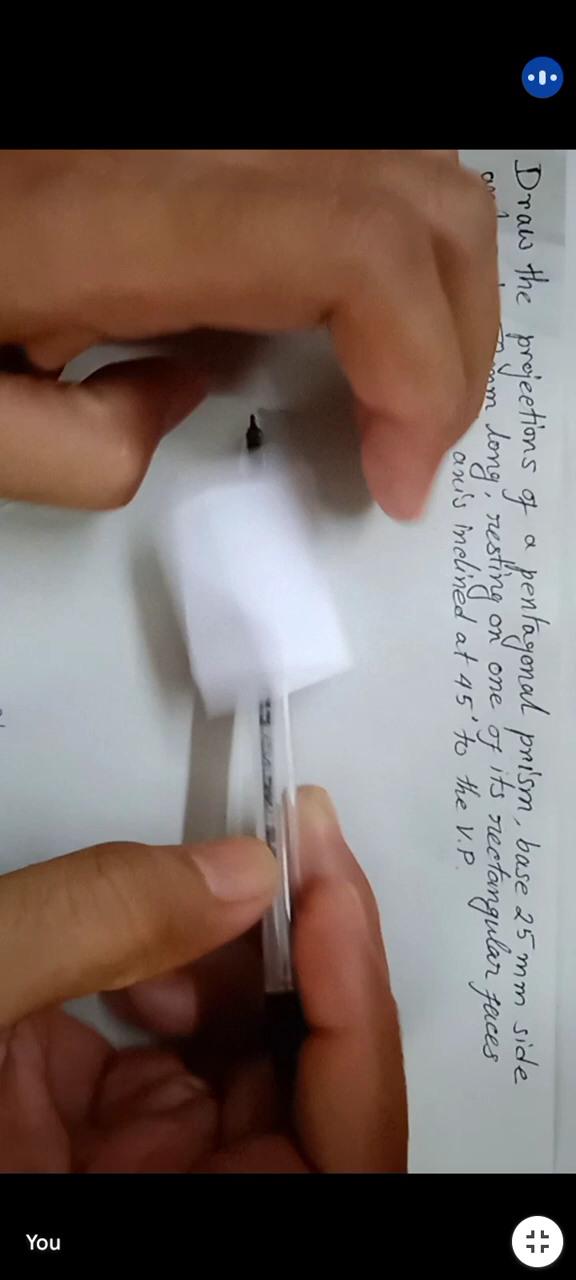 Draw the projections of a pentagonal prism, base 25 mm side
mm long, resting on one of its rectangular faces
axis inclined at 45° to the V.P.
You